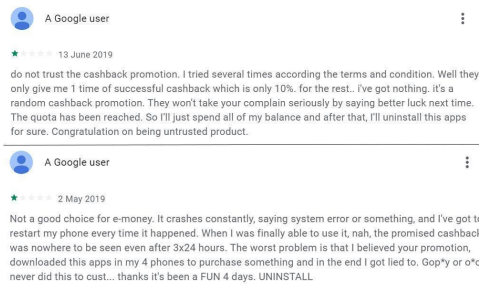 A Google user
13 June 2019
do not trust the cashback promotion. I tried several times according the terms and condition. Well they
only give me 1 time of successful cashback which is only 10%. for the rest.. i've got nothing. it's a
random cashback promotion. They won't take your complain seriously by saying better luck next time.
The quota has been reached. So I'll just spend all of my balance and after that, I'll uninstall this apps
for sure. Congratulation on being untrusted product.
A Google user
2 May 2019
Not a good choice for e-money. It crashes constantly, saying system error or something, and I've got to
restart my phone every time it happened. When I was finally able to use it, nah, the promised cashback
was nowhere to be seen even after 3x24 hours. The worst problem is that I believed your promotion,
downloaded this apps in my 4 phones to purchase something and in the end I got lied to. Gop*y or o*o
never did this to cust... thanks it's been a FUN 4 days. UNINSTALL